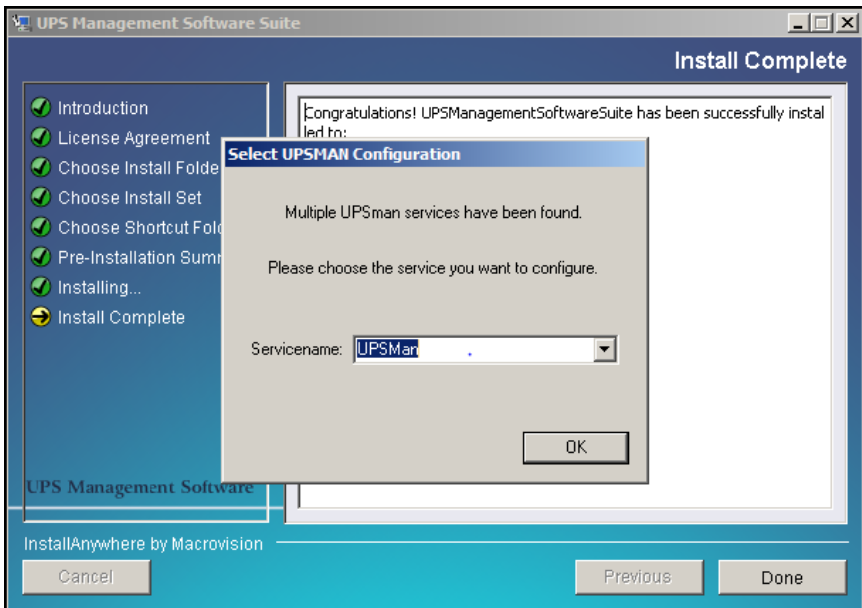 UPS Management Software Suite
Install Complete
Introduction
License Agreement
Choose Install Folde
Choose Install Set
Choose Shortcut Fol
Pre-Installation Sum
Installing...
Install Complete
Congratulations! UPSManagementSoftwareSuite has been successfully instal
led to:
Select UPSMAN Configuration
Multiple UPSman services have been found.
Please choose the service you want to configure.
Servicename: UPSMan
OK
UPS Management Software
InstallAnywhere by Macrovision
Cancel
Previous
Done